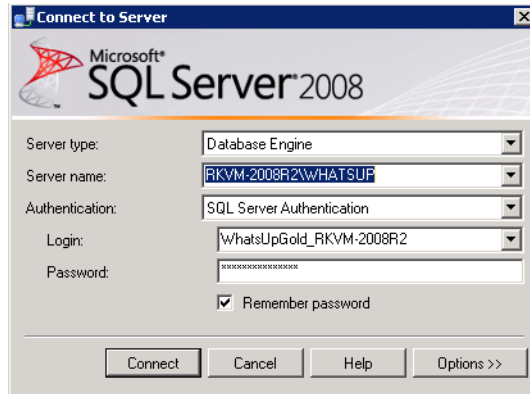 Connect to Server
Microsoft®
SQL Server® 2008
Server type: Database Engine
Server name: RKVM-2008R2\WHATSUP
Authentication: SQL Server Authentication
Login: WhatsUpGold_RKVM-2008R2
Password: ***************
Remember password
Connect Cancel Help Options >>